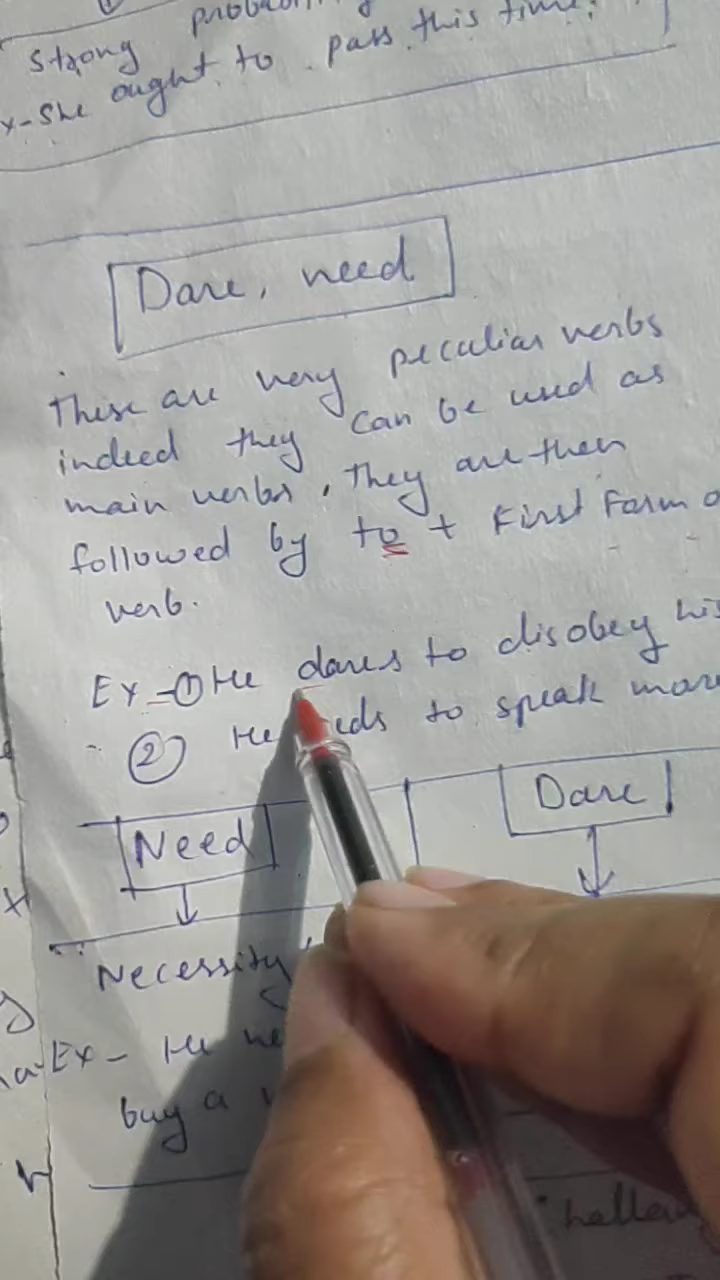 Strong
x-She ought to pass this time.
Dare, need
These are very peculiar verbs
indeed they can be used as
main verbs, They are then
followed by to + First Form
verb.
Ex - ① He dares to disobey
② He to speak
Need
Dare
Necessity
Ex - He
buy a